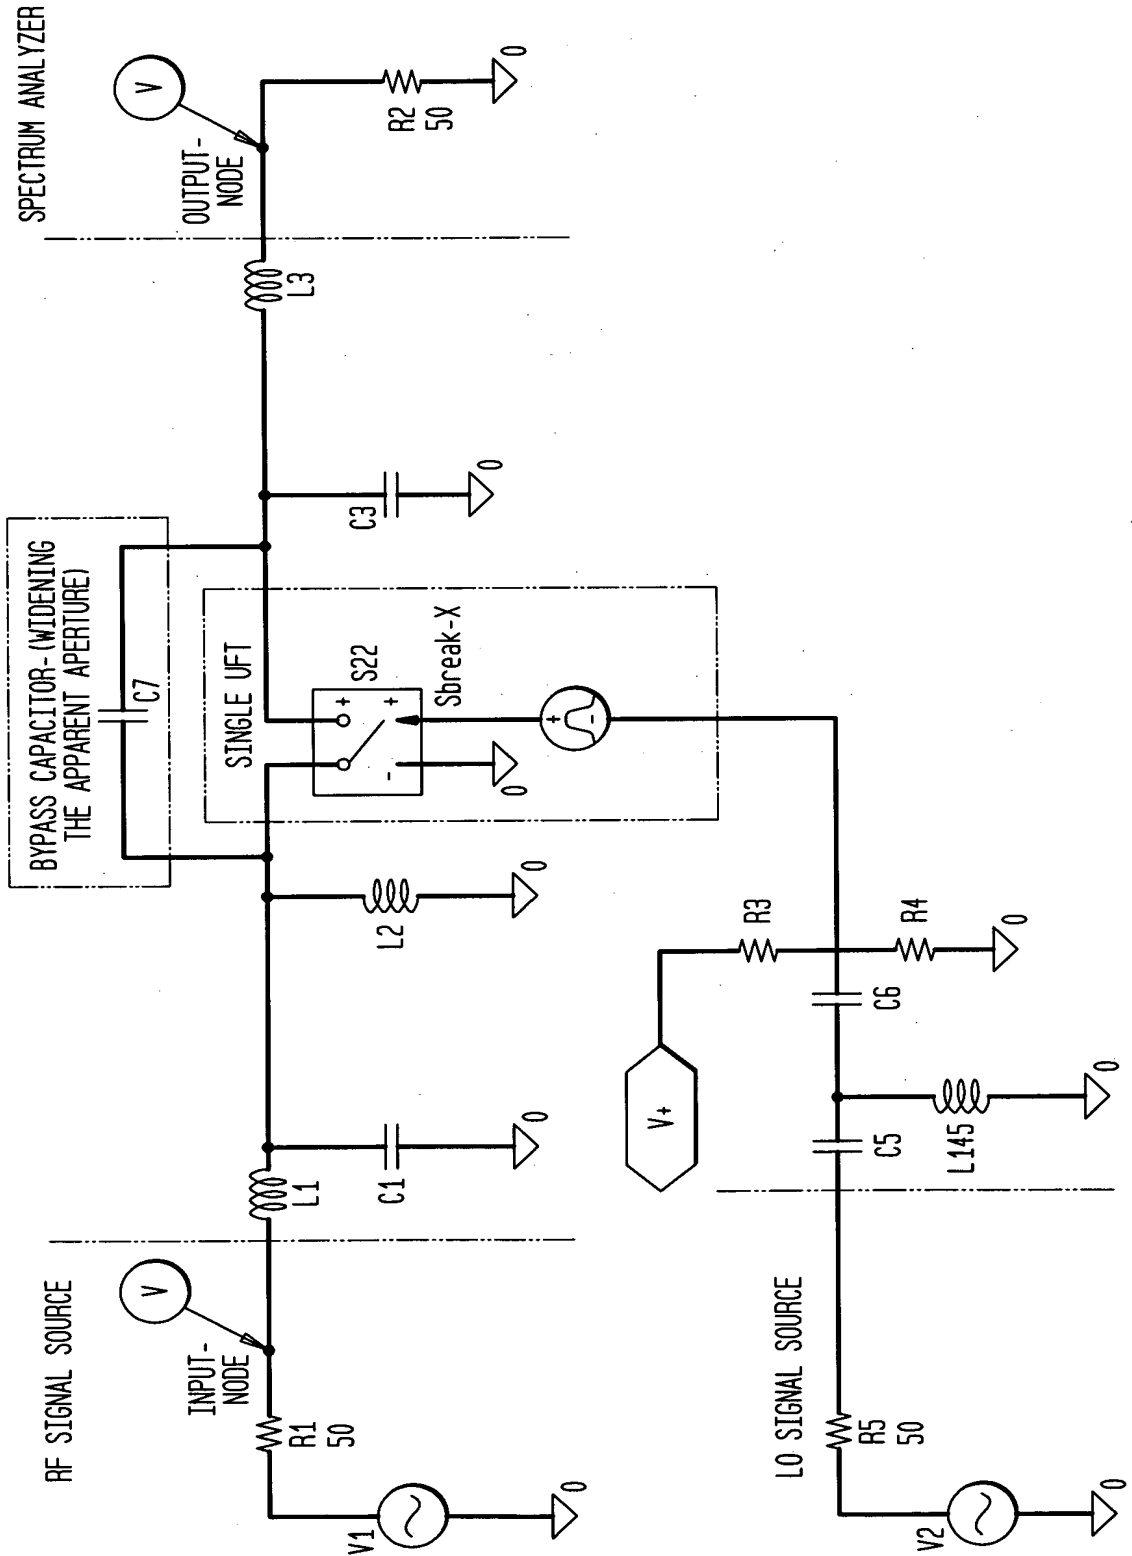 RF SIGNAL SOURCE
V
INPUT-
NODE
V1
0
R1
50
L1
C1
0
L2
0
BYPASS CAPACITOR-(WIDENING
THE APPARENT APERTURE)
C7
SINGLE UFT
S22
+
+
-
Sbreak-X
0
+
-
C3
0
L3
SPECTRUM ANALYZER
V
OUTPUT-
NODE
R2
50
0
LO SIGNAL SOURCE
V2
0
R5
50
C5
L145
0
C6
V+
R3
R4
0